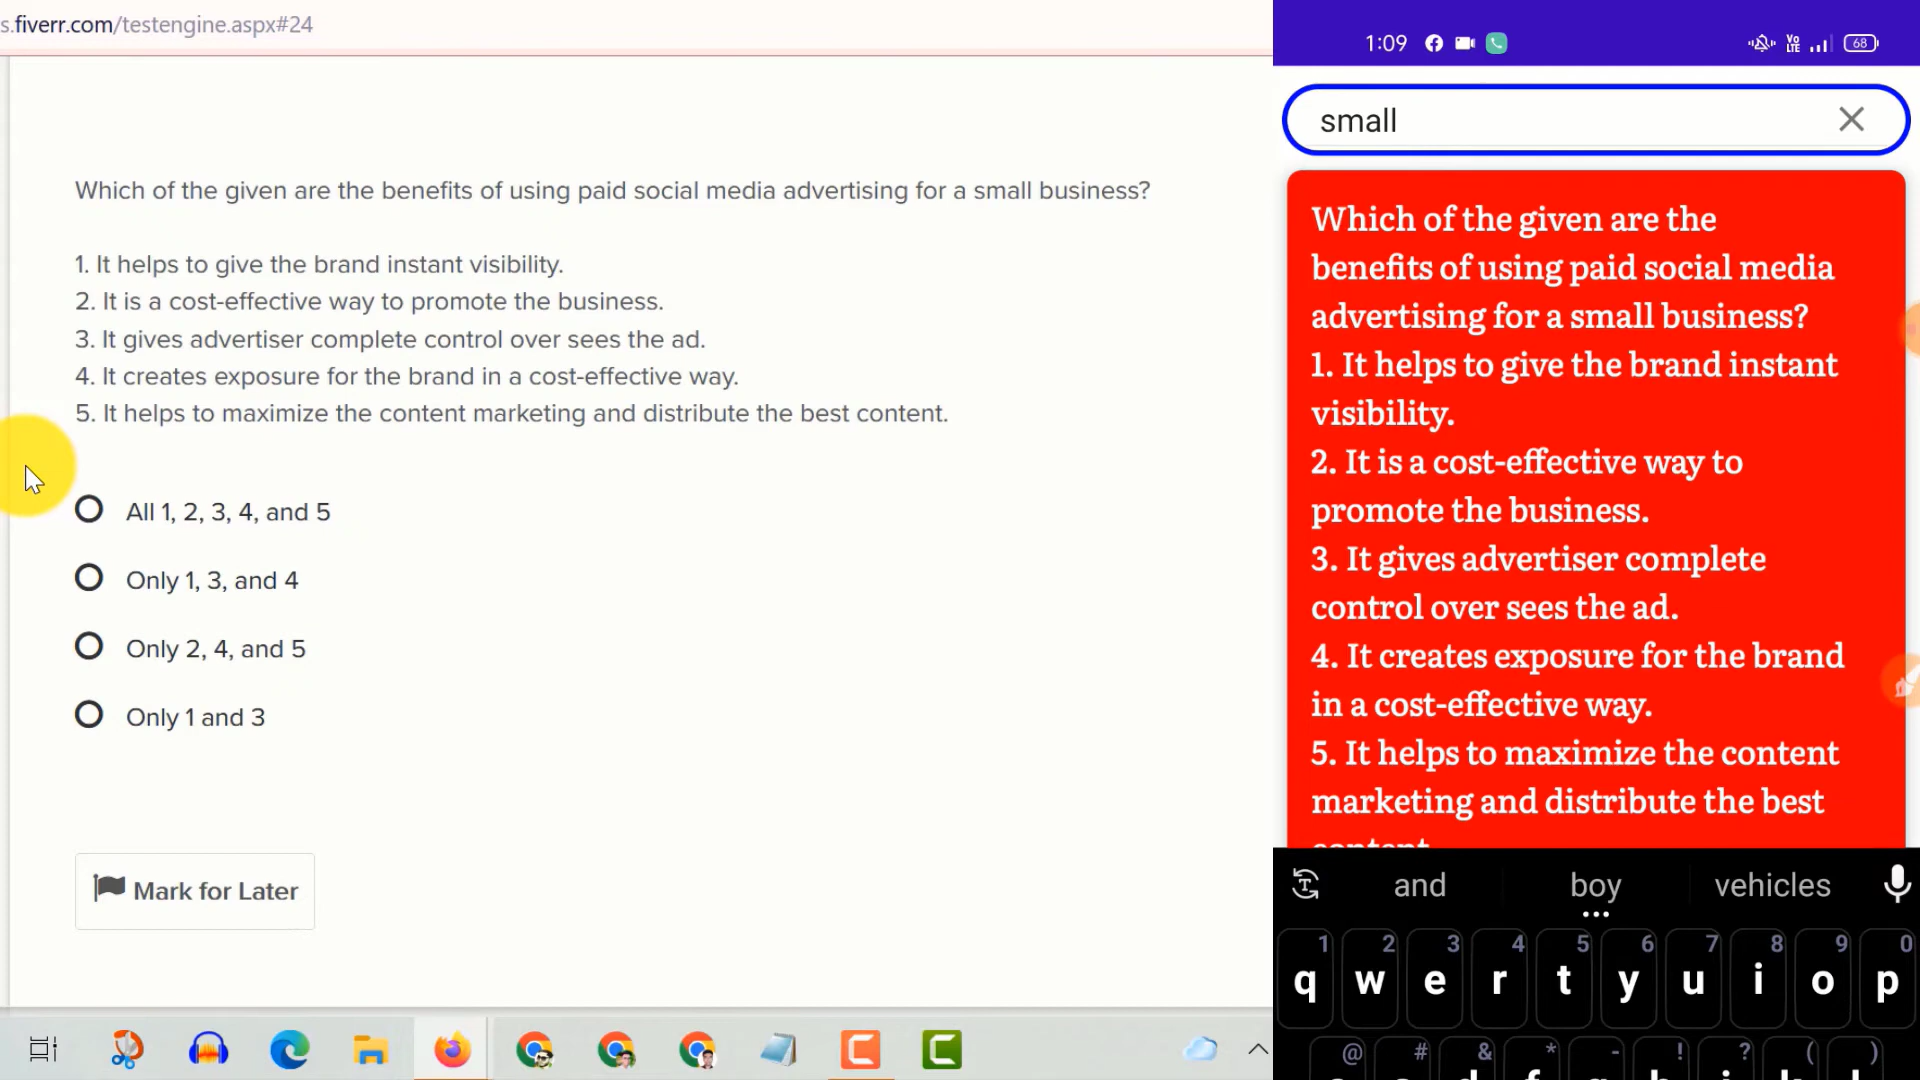 s.fiverr.com/testengine.aspx#24
Which of the given are the benefits of using paid social media advertising for a small business?
1. It helps to give the brand instant visibility.
2. It is a cost-effective way to promote the business.
3. It gives advertiser complete control over sees the ad.
4. It creates exposure for the brand in a cost-effective way.
5. It helps to maximize the content marketing and distribute the best content.
All 1, 2, 3, 4, and 5
Only 1, 3, and 4
Only 2, 4, and 5
Only 1 and 3
Mark for Later
1:09
Vo
LTE
68
small
Which of the given are the
benefits of using paid social media
advertising for a small business?
1. It helps to give the brand instant
visibility.
2. It is a cost-effective way to
promote the business.
3. It gives advertiser complete
control over sees the ad.
4. It creates exposure for the brand
in a cost-effective way.
5. It helps to maximize the content
marketing and distribute the best
content.
and boy vehicles
1 2 3 4 5 6 7 8 9 0
q w e r t y u i o p
@ # & * - ! ? ( )